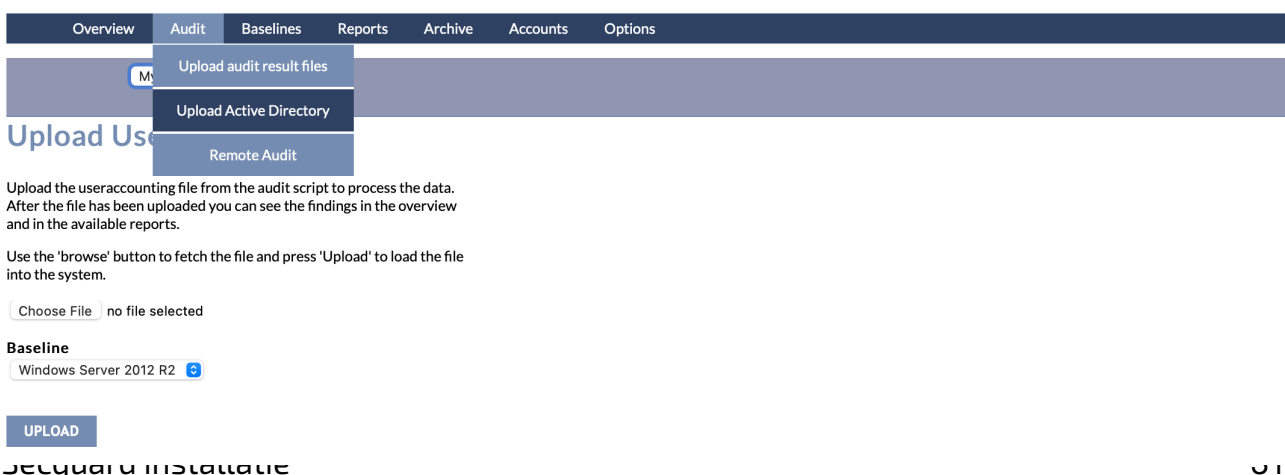 Overview Audit Baselines Reports Archive Accounts Options
Upload audit result files
My
Upload Active Directory
Upload
Remote Audit
Upload the useraccounting file from the audit script to process the data.
After the file has been uploaded you can see the findings in the overview
and in the available reports.
Use the 'browse' button to fetch the file and press 'Upload' to load the file
into the system.
Choose File no file selected
Baseline
Windows Server 2012 R2
UPLOAD
Secguard installatie